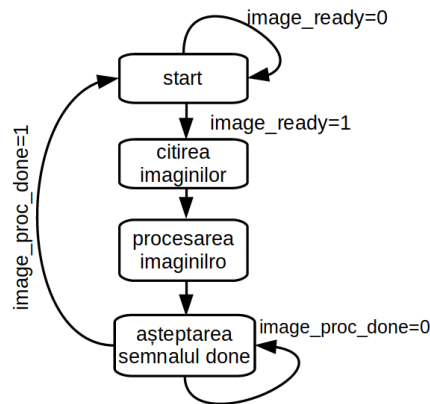 image_ready=0
start
image_ready=1
citirea
imaginilor
image_proc_done=1
procesarea
imaginilro
așteptarea
semnalul done
image_proc_done=0